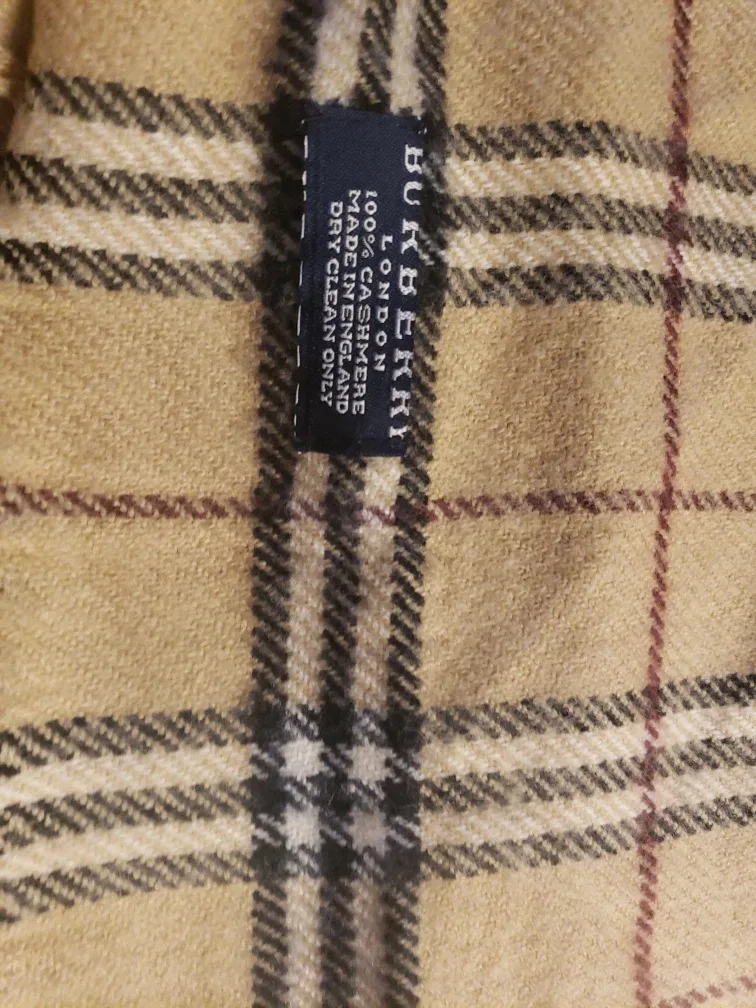 BURBERRY
LONDON
100% CASHMERE
MADE IN ENGLAND
DRY CLEAN ONLY